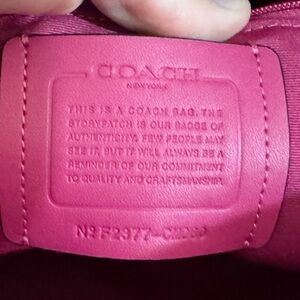 COACH
NEW YORK
THIS IS A COACH BAG. THE
STORYPATCH IS OUR BADGE OF
AUTHENTICITY. FEW PEOPLE MAY
SEE IT, BUT IT WILL ALWAYS BE A
REMINDER OF OUR COMMITMENT
TO QUALITY AND CRAFTSMANSHIP.
Nº F2377-